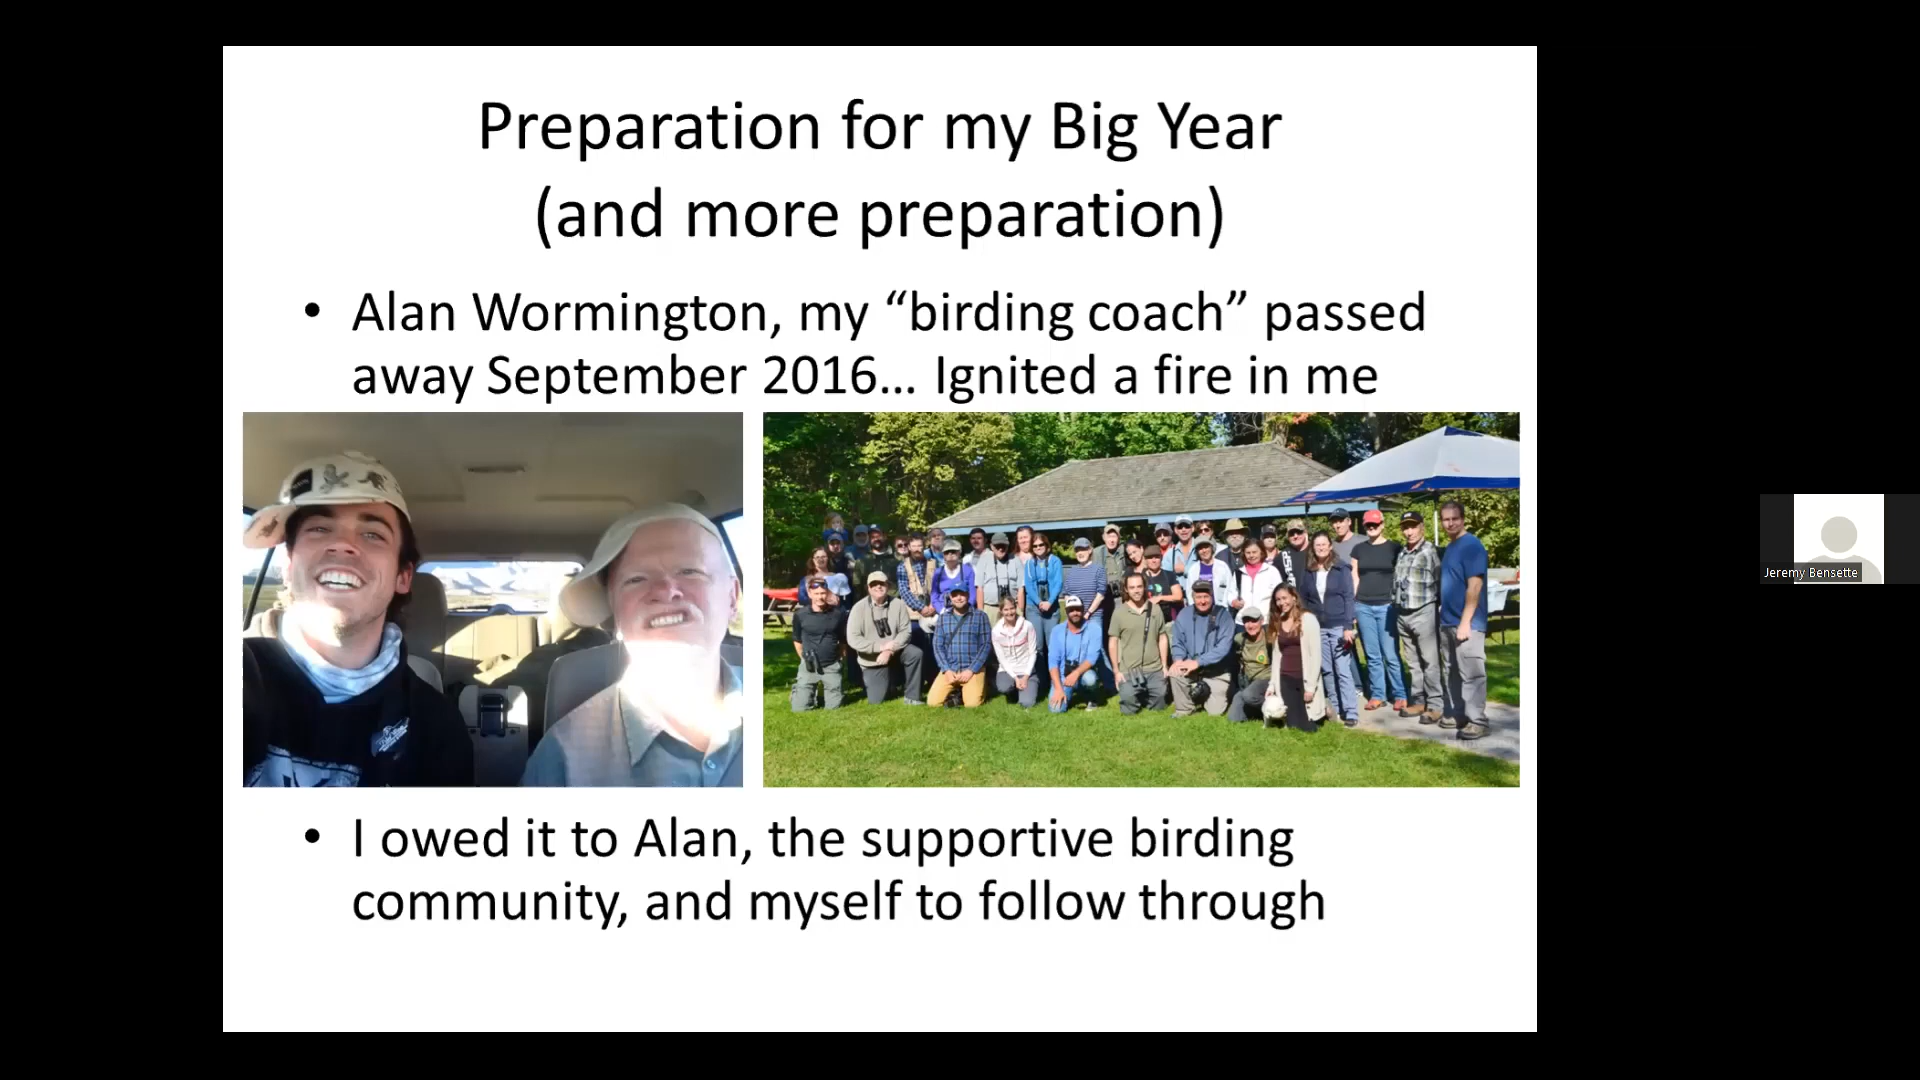 Preparation for my Big Year
(and more preparation)
• Alan Wormington, my “birding coach” passed
away September 2016... Ignited a fire in me
• I owed it to Alan, the supportive birding
community, and myself to follow through
Jeremy Bensette